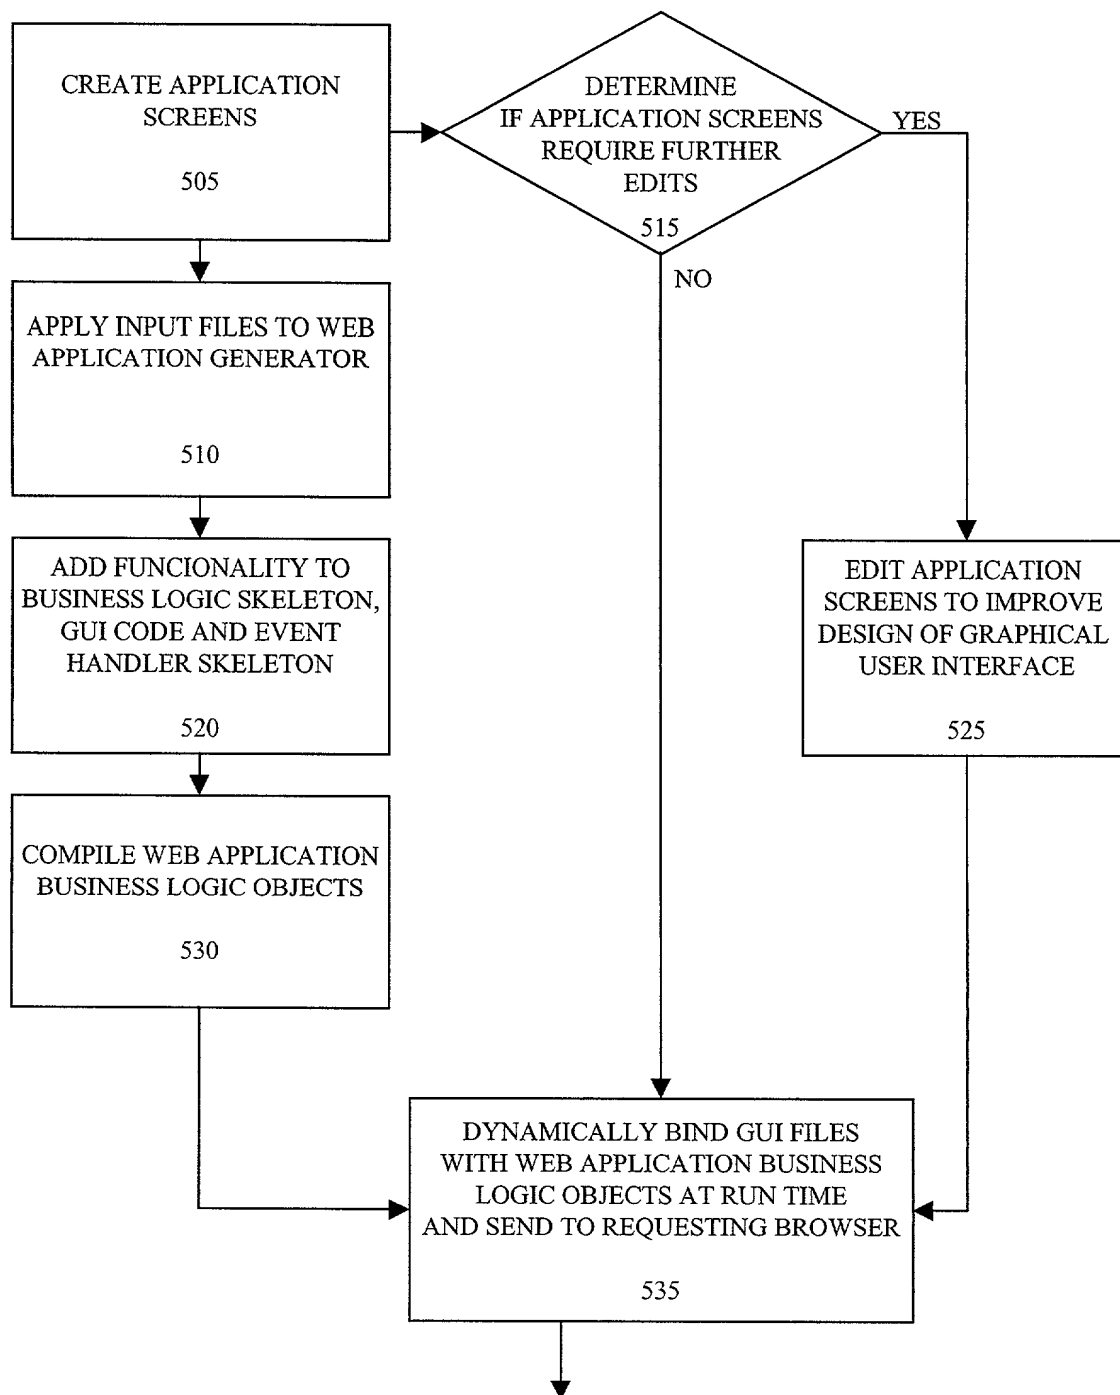 CREATE APPLICATION
SCREENS
505
DETERMINE
IF APPLICATION SCREENS
REQUIRE FURTHER
EDITS
515
YES
NO
APPLY INPUT FILES TO WEB
APPLICATION GENERATOR
510
ADD FUNCIONALITY TO
BUSINESS LOGIC SKELETON,
GUI CODE AND EVENT
HANDLER SKELETON
520
EDIT APPLICATION
SCREENS TO IMPROVE
DESIGN OF GRAPHICAL
USER INTERFACE
525
COMPILE WEB APPLICATION
BUSINESS LOGIC OBJECTS
530
DYNAMICALLY BIND GUI FILES
WITH WEB APPLICATION BUSINESS
LOGIC OBJECTS AT RUN TIME
AND SEND TO REQUESTING BROWSER
535